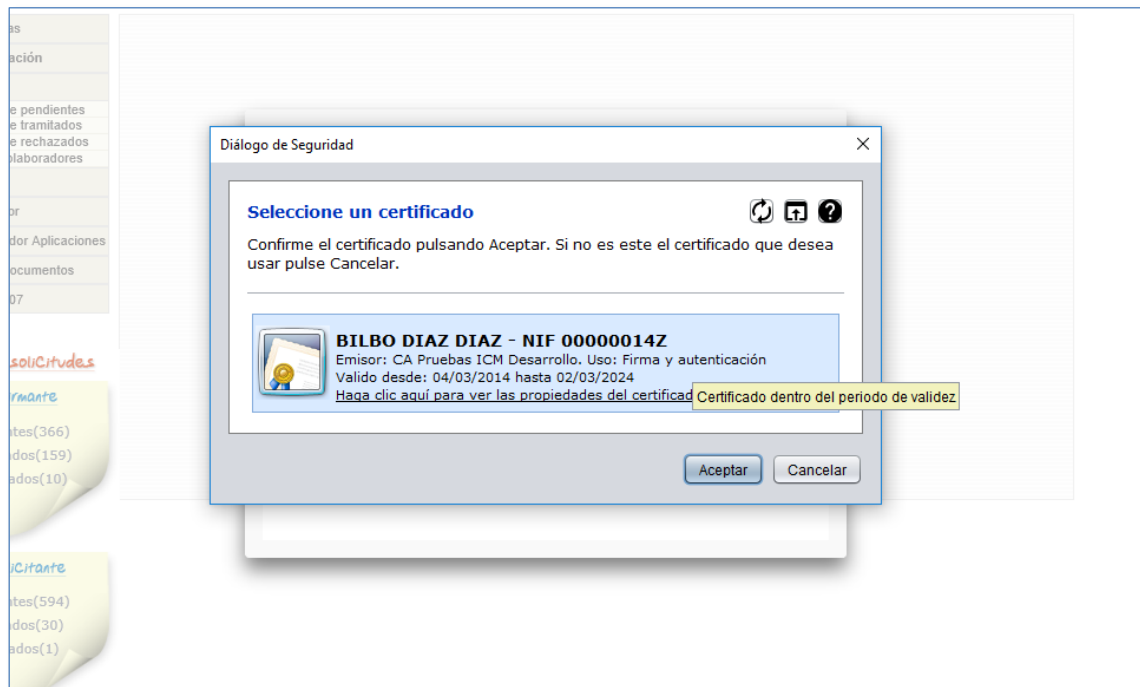 as
ación
e pendientes
e tramitados
e rechazados
olaboradores
or
dor Aplicaciones
ocumentos
07
soliCitudes
rmante
ntes(366)
ados(159)
ados(10)
iCitante
ntes(594)
ados(30)
ados(1)
Diálogo de Seguridad
Seleccione un certificado
Confirme el certificado pulsando Aceptar. Si no es este el certificado que desea
usar pulse Cancelar.
BILBO DIAZ DIAZ - NIF 00000014Z
Emisor: CA Pruebas ICM Desarrollo. Uso: Firma y autenticación
Valido desde: 04/03/2014 hasta 02/03/2024
Haga clic aquí para ver las propiedades del certificad
Certificado dentro del periodo de validez
Aceptar
Cancelar